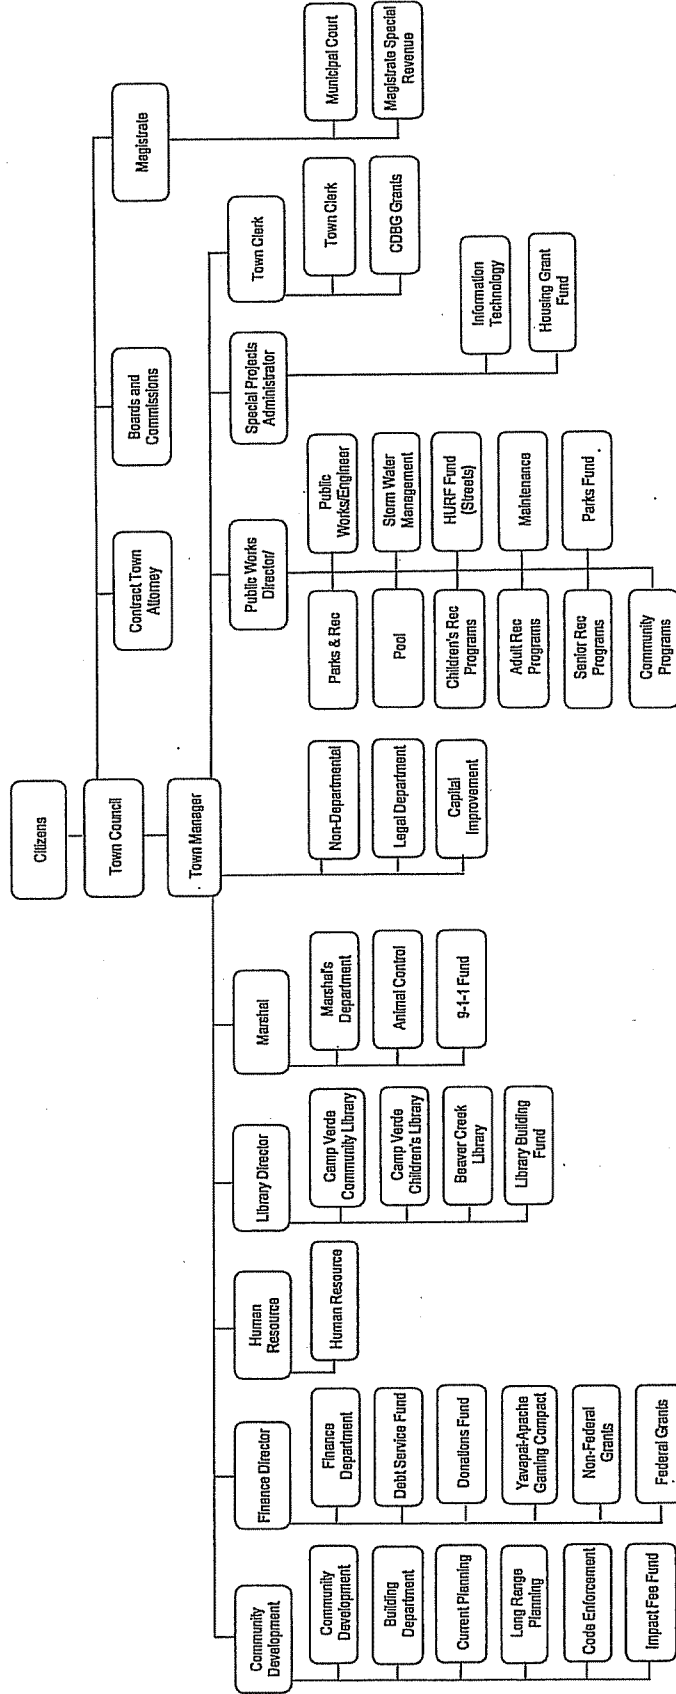 Citizens
Town Council
Contract Town
Attorney
Boards and
Commissions
Magistrate
Municipal Court
Magistrate Special
Revenue
Town Manager
Community
Development
Community
Development
Building
Department
Current Planning
Long Range
Planning
Code Enforcement
Impact Fee Fund
Finance Director
Finance
Department
Debt Service Fund
Donations Fund
Yavapai-Apache
Gaming Compact
Non-Federal
Grants
Federal Grants
Human
Resource
Human Resource
Library Director
Camp Verde
Community Library
Camp Verde
Children's Library
Beaver Creek
Library
Library Building
Fund
Marshal
Marshal's
Department
Animal Control
9-1-1 Fund
Non-Departmental
Legal Department
Capital
Improvement
Public Works
Director/
Parks & Rec
Pool
Children's Rec
Programs
Adult Rec
Programs
Senior Rec
Programs
Community
Programs
Public
Works/Engineer
Storm Water
Management
HURF Fund
(Streets)
Maintenance
Parks Fund
Special Projects
Administrator
Information
Technology
Housing Grant
Fund
Town Clerk
Town Clerk
CDBG Grants